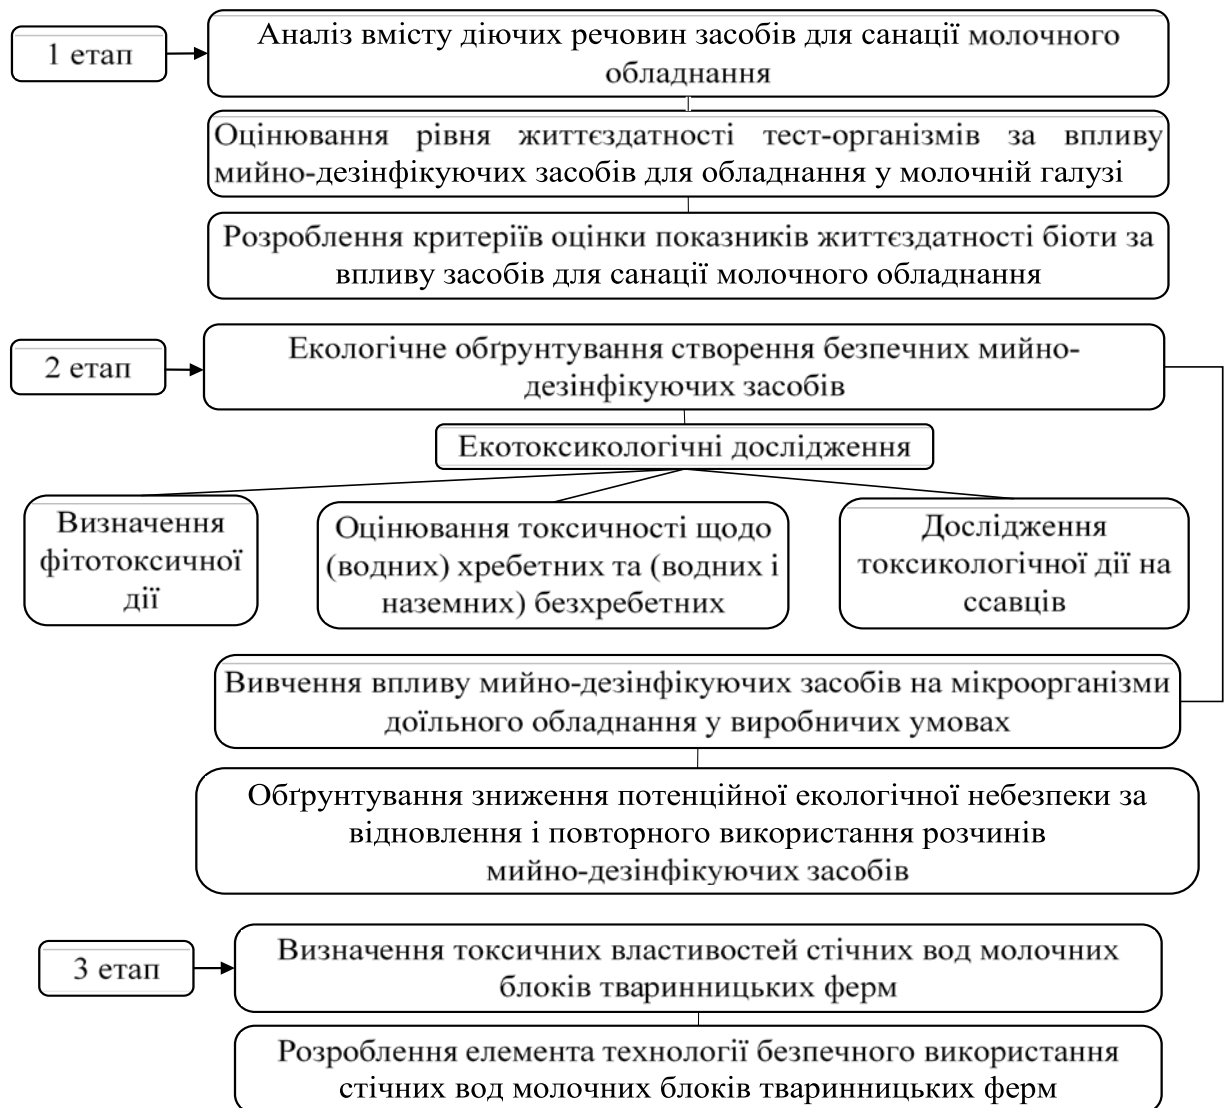 1 етап
Аналіз вмісту діючих речовин засобів для санації молочного
обладнання
Оцінювання рівня життєздатності тест-організмів за впливу
мийно-дезінфікуючих засобів для обладнання у молочній галузі
Розроблення критеріїв оцінки показників життєздатності біоти за
впливу засобів для санації молочного обладнання
2 етап
Екологічне обґрунтування створення безпечних мийно-
дезінфікуючих засобів
Екотоксикологічні дослідження
Визначення
фітотоксичної
дії
Оцінювання токсичності щодо
(водних) хребетних та (водних і
наземних) безхребетних
Дослідження
токсикологічної дії на
ссавців
Вивчення впливу мийно-дезінфікуючих засобів на мікроорганізми
доїльного обладнання у виробничих умовах
Обґрунтування зниження потенційної екологічної небезпеки за
відновлення і повторного використання розчинів
мийно-дезінфікуючих засобів
3 етап
Визначення токсичних властивостей стічних вод молочних
блоків тваринницьких ферм
Розроблення елемента технології безпечного використання
стічних вод молочних блоків тваринницьких ферм